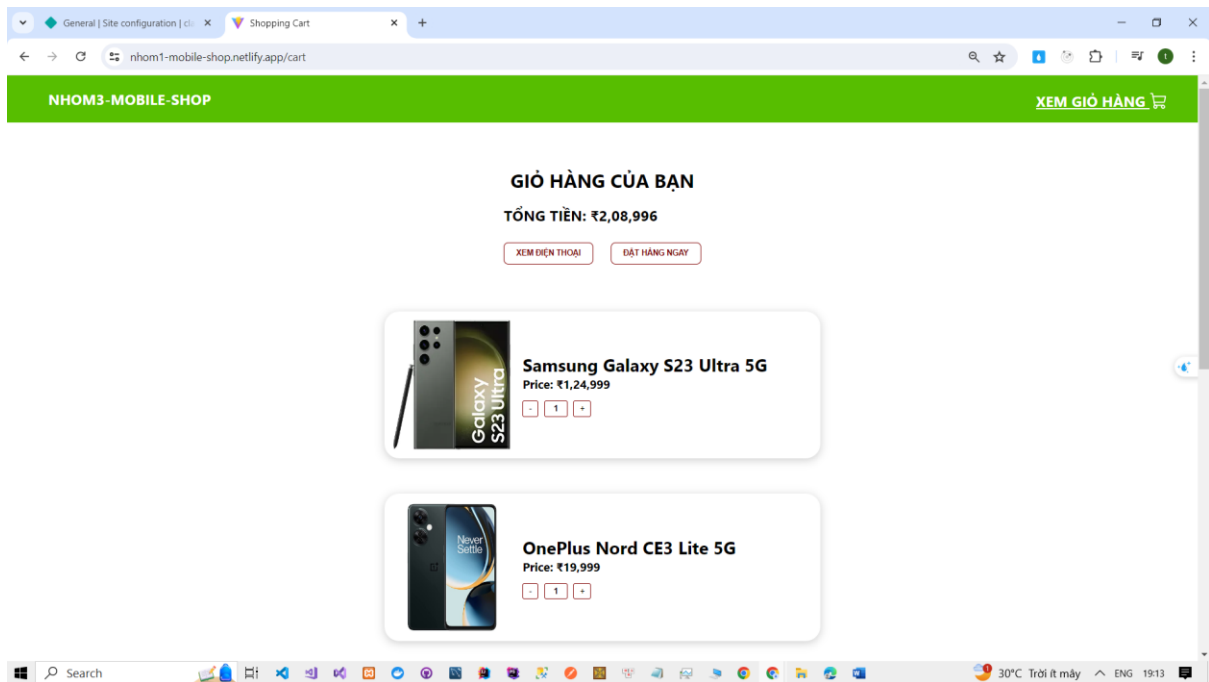 General | Site configuration | cl
Shopping Cart
nhom1-mobile-shop.netlify.app/cart
t
NHOM3-MOBILE-SHOP
XEM GIỎ HÀNG
GIỎ HÀNG CỦA BẠN
TỔNG TIỀN: ₹2,08,996
XEM ĐIỆN THOẠI
ĐẶT HÀNG NGAY
Galaxy
S23 Ultra
Samsung Galaxy S23 Ultra 5G
Price: ₹1,24,999
- 1 +
Never
Settle
OnePlus Nord CE3 Lite 5G
Price: ₹19,999
- 1 +
Search
30°C Trời ít mây ENG 19:13